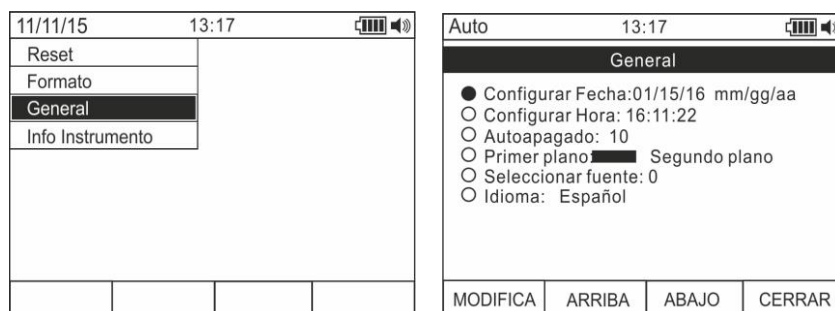 11/11/15 13:17
Reset
Formato
General
Info Instrumento
Auto 13:17
General
Configurar Fecha:01/15/16 mm/gg/aa
Configurar Hora: 16:11:22
Autoapagado: 10
Primer plano: Segundo plano
Seleccionar fuente: 0
Idioma: Español
MODIFICA ARRIBA ABAJO CERRAR